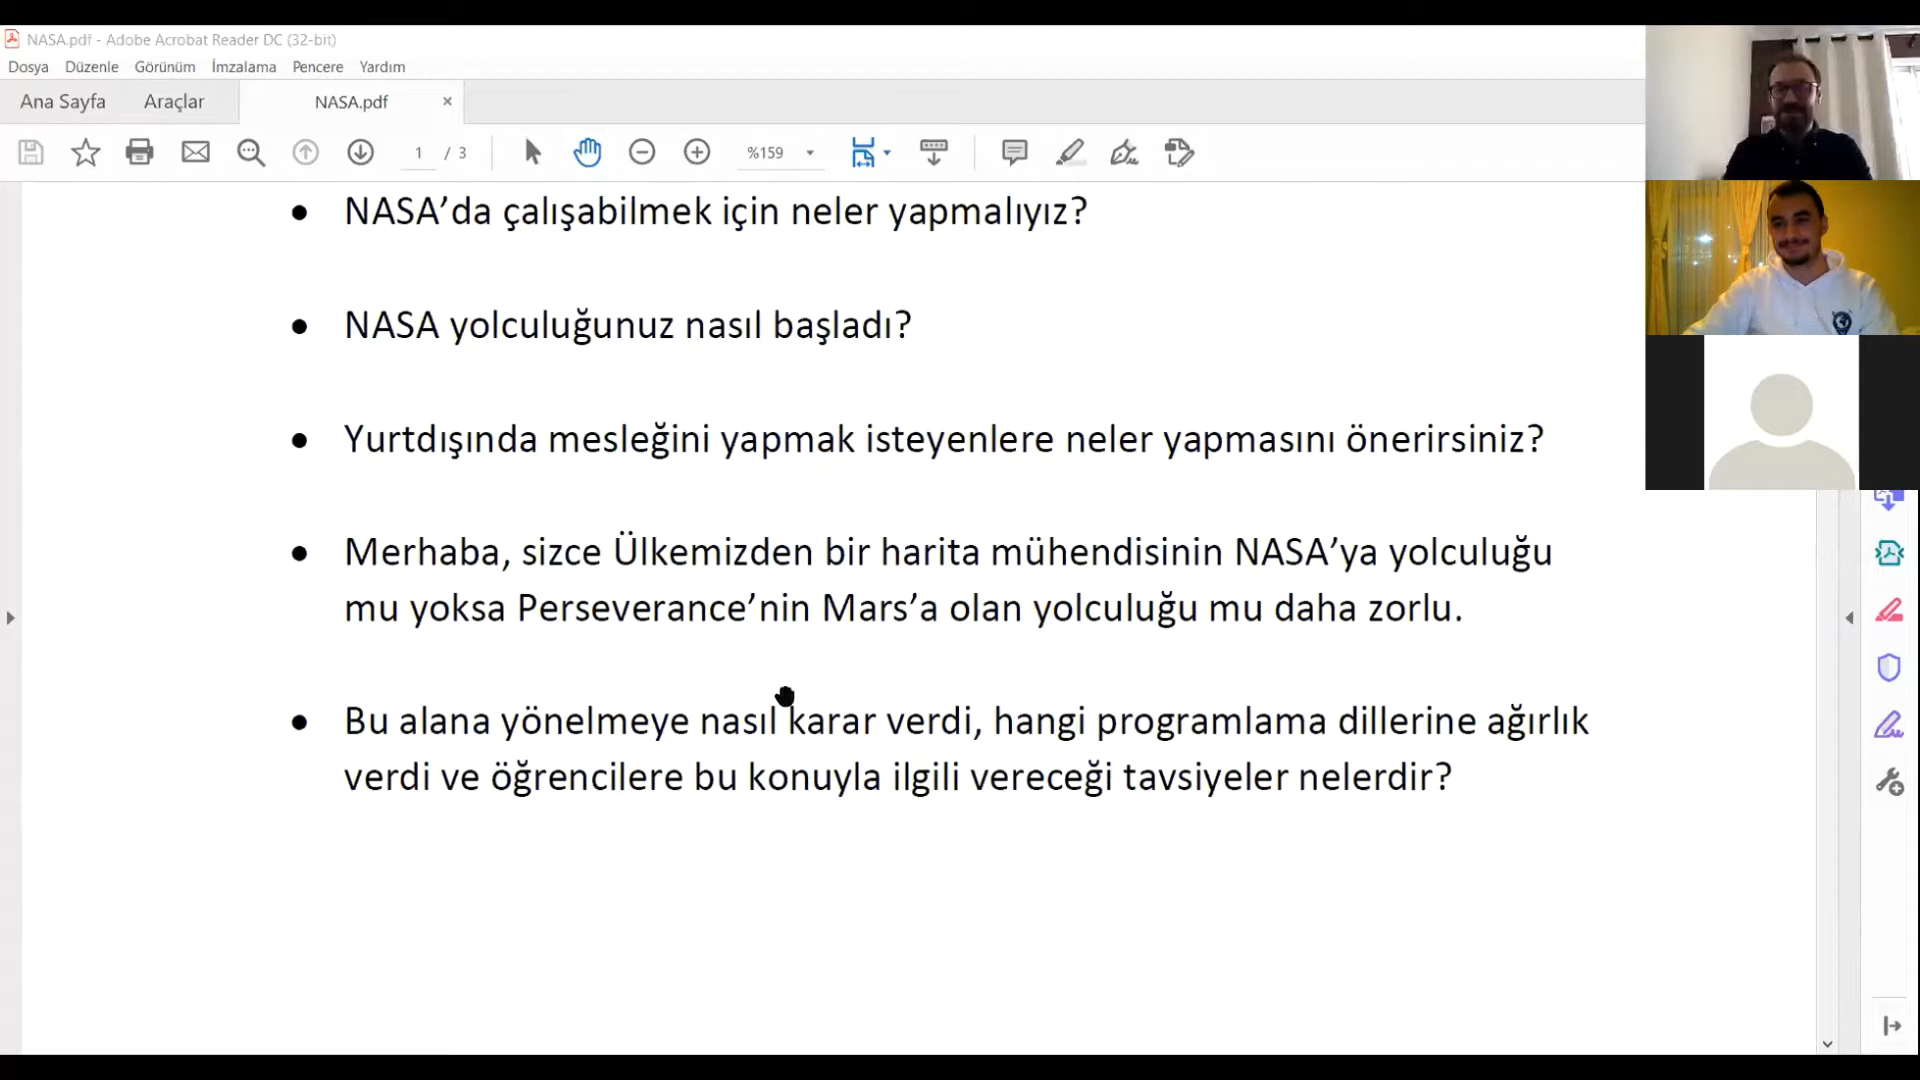 NASA.pdf - Adobe Acrobat Reader DC (32-bit)
Dosya Düzenle Görünüm İmzalama Pencere Yardım
Ana Sayfa Araçlar NASA.pdf ×
1 / 3 %159
• NASA’da çalışabilmek için neler yapmalıyız?
• NASA yolculuğunuz nasıl başladı?
• Yurtdışında mesleğini yapmak isteyenlere neler yapmasını önerirsiniz?
• Merhaba, sizce Ülkemizden bir harita mühendisinin NASA’ya yolculuğu
mu yoksa Perseverance’nin Mars’a olan yolculuğu mu daha zorlu.
• Bu alana yönelmeye nasıl karar verdi, hangi programlama dillerine ağırlık
verdi ve öğrencilere bu konuyla ilgili vereceği tavsiyeler nelerdir?